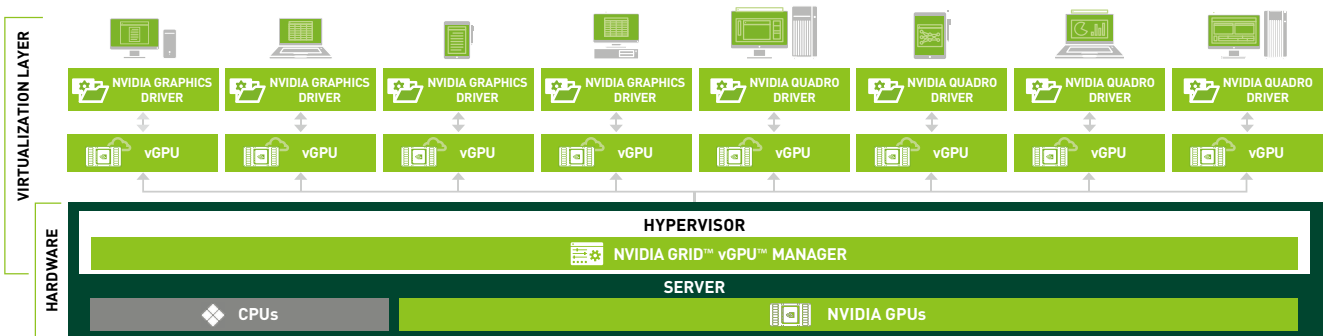 VIRTUALIZATION LAYER
NVIDIA GRAPHICS
DRIVER
NVIDIA GRAPHICS
DRIVER
NVIDIA GRAPHICS
DRIVER
NVIDIA GRAPHICS
DRIVER
NVIDIA QUADRO
DRIVER
NVIDIA QUADRO
DRIVER
NVIDIA QUADRO
DRIVER
NVIDIA QUADRO
DRIVER
vGPU
vGPU
vGPU
vGPU
vGPU
vGPU
vGPU
vGPU
HARDWARE
HYPERVISOR
NVIDIA GRID™ vGPU™ MANAGER
SERVER
CPUs
NVIDIA GPUs